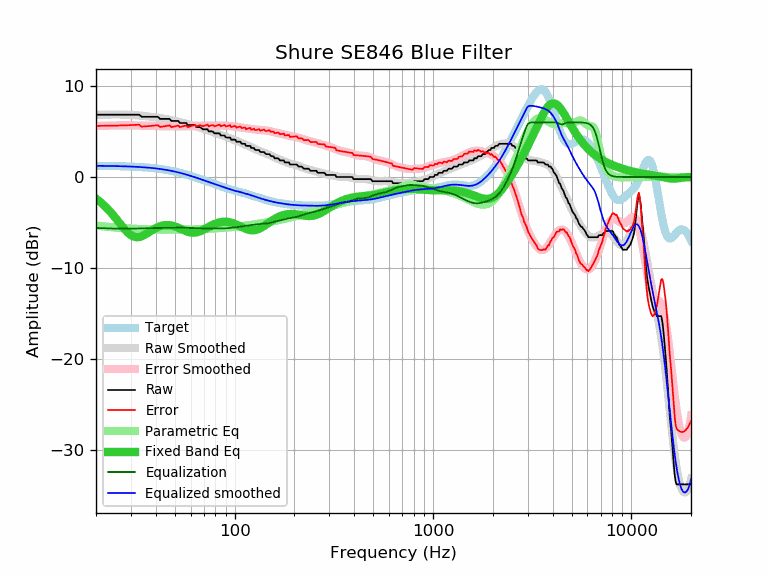 Shure SE846 Blue Filter
10
0
−10
−20
−30
Amplitude (dBr)
Target
Raw Smoothed
Error Smoothed
Raw
Error
Parametric Eq
Fixed Band Eq
Equalization
Equalized smoothed
100
1000
10000
Frequency (Hz)